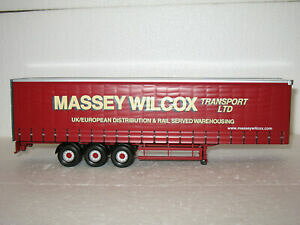 MASSEY WILCOX TRANSPORT
LTD
UK/EUROPEAN DISTRIBUTION & RAIL SERVED WAREHOUSING
www.masseywilcox.com